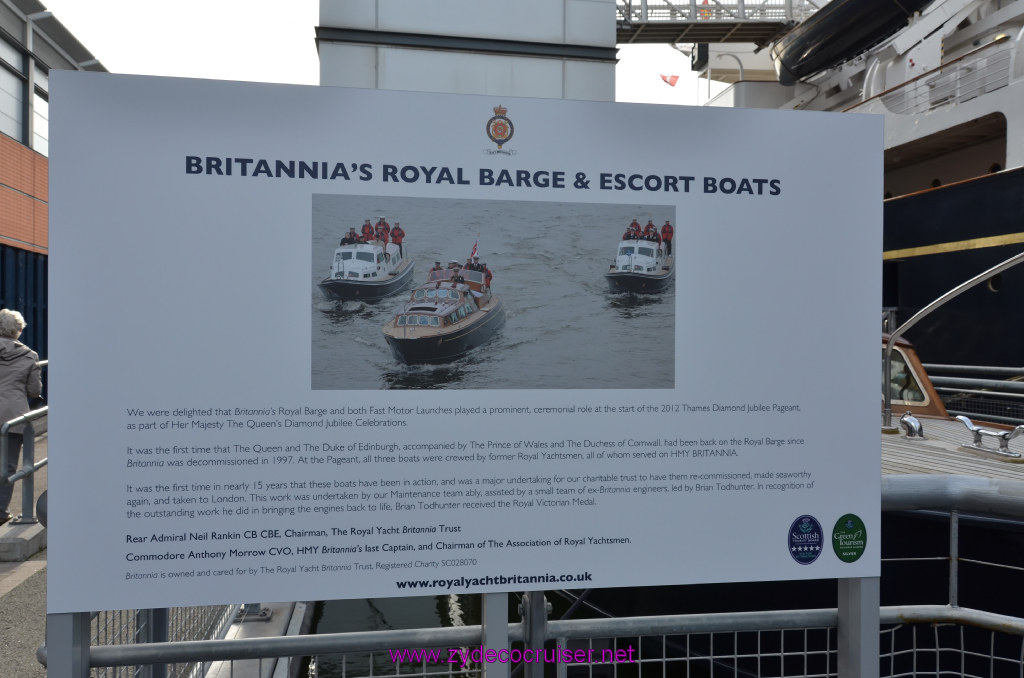 BRITANNIA'S ROYAL BARGE & ESCORT BOATS
We were delighted that Britannia's Royal Barge and both Fast Motor Launches played a prominent, ceremonial role at the start of the 2012 Thames Diamond Jubilee Pageant,
as part of Her Majesty The Queen's Diamond Jubilee Celebrations.
It was the first time that The Queen and The Duke of Edinburgh, accompanied by The Prince of Wales and The Duchess of Cornwall, had been back on the Royal Barge since
Britannia was decommissioned in 1997. At the Pageant, all three boats were crewed by former Royal Yachtsmen, all of whom served on HMY BRITANNIA.
It was the first time in nearly 15 years that these boats have been in action, and was a major undertaking for our charitable trust to have them re-commissioned, made seaworthy
again, and taken to London. This work was undertaken by our Maintenance team ably, assisted by a small team of ex-Britannia engineers, led by Brian Todhunter. In recognition of
the outstanding work he did in bringing the engines back to life, Brian Todhunter received the Royal Victorian Medal.
Rear Admiral Neil Rankin CB CBE, Chairman, The Royal Yacht Britannia Trust
Commodore Anthony Morrow CVO, HMY Britannia's last Captain, and Chairman of The Association of Royal Yachtsmen.
Britannia is owned and cared for by The Royal Yacht Britannia Trust, Registered Charity SC028070
www.royalyachtbritannia.co.uk
Scottish
★★★★★
Green
Tourism
www.zydecocruiser.net